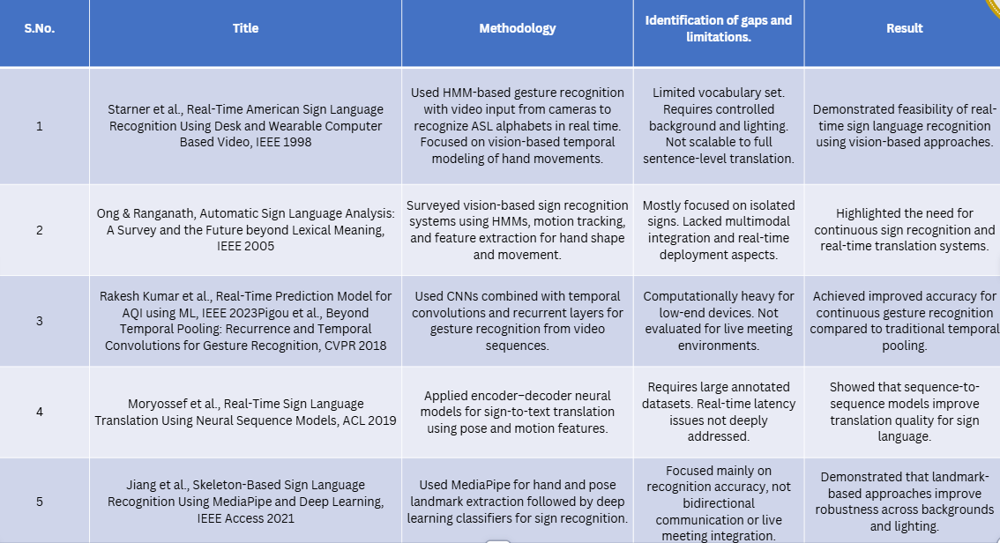 S.No.
Title
Methodology
Identification of gaps and
limitations.
Result
1
Starner et al., Real-Time American Sign Language
Recognition Using Desk and Wearable Computer
Based Video, IEEE 1998
Used HMM-based gesture recognition
with video input from cameras to
recognize ASL alphabets in real time.
Focused on vision-based temporal
modeling of hand movements.
Limited vocabulary set.
Requires controlled
background and lighting.
Not scalable to full
sentence-level translation.
Demonstrated feasibility of real-
time sign language recognition
using vision-based approaches.
2
Ong & Ranganath, Automatic Sign Language Analysis:
A Survey and the Future beyond Lexical Meaning,
IEEE 2005
Surveyed vision-based sign recognition
systems using HMMs, motion tracking,
and feature extraction for hand shape
and movement.
Mostly focused on isolated
signs. Lacked multimodal
integration and real-time
deployment aspects.
Highlighted the need for
continuous sign recognition and
real-time translation systems.
3
Rakesh Kumar et al., Real-Time Prediction Model for
AQI using ML, IEEE 2023Pigou et al., Beyond
Temporal Pooling: Recurrence and Temporal
Convolutions for Gesture Recognition, CVPR 2018
Used CNNs combined with temporal
convolutions and recurrent layers for
gesture recognition from video
sequences.
Computationally heavy for
low-end devices. Not
evaluated for live meeting
environments.
Achieved improved accuracy for
continuous gesture recognition
compared to traditional temporal
pooling.
4
Moryossef et al., Real-Time Sign Language
Translation Using Neural Sequence Models, ACL 2019
Applied encoder–decoder neural
models for sign-to-text translation
using pose and motion features.
Requires large annotated
datasets. Real-time latency
issues not deeply
addressed.
Showed that sequence-to-
sequence models improve
translation quality for sign
language.
5
Jiang et al., Skeleton-Based Sign Language
Recognition Using MediaPipe and Deep Learning,
IEEE Access 2021
Used MediaPipe for hand and pose
landmark extraction followed by deep
learning classifiers for sign recognition.
Focused mainly on
recognition accuracy, not
bidirectional
communication or live
meeting integration.
Demonstrated that landmark-
based approaches improve
robustness across backgrounds
and lighting.